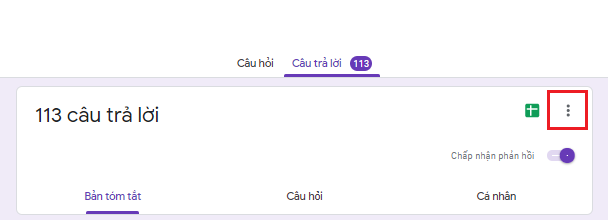 Câu hỏi Câu trả lời 113
113 câu trả lời
Chấp nhận phản hồi
Bản tóm tắt Câu hỏi Cá nhân